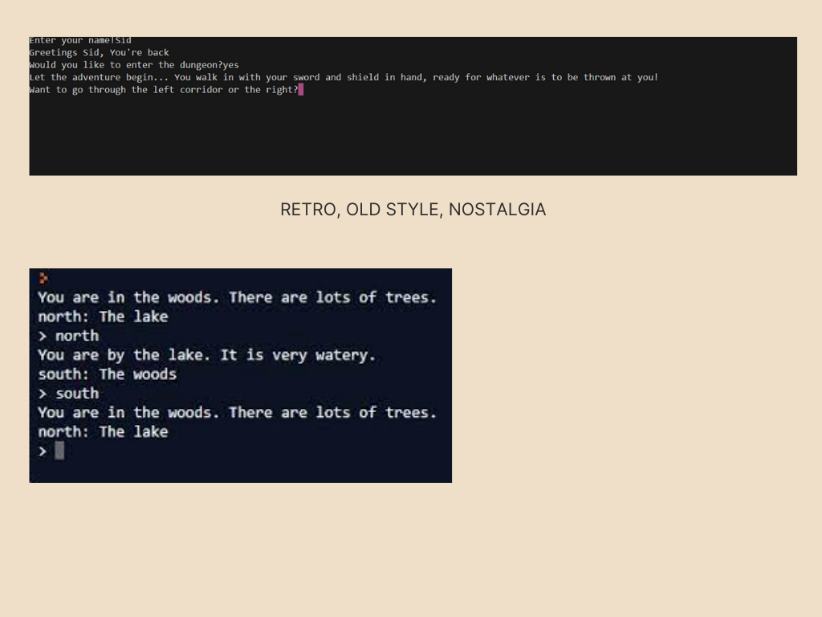 Enter your name!Sid
Greetings Sid, You're back
Would you like to enter the dungeon?yes
Let the adventure begin... You walk in with your sword and shield in hand, ready for whatever is to be thrown at you!
Want to go through the left corridor or the right?
RETRO, OLD STYLE, NOSTALGIA
>
You are in the woods. There are lots of trees.
north: The lake
> north
You are by the lake. It is very watery.
south: The woods
> south
You are in the woods. There are lots of trees.
north: The lake
>